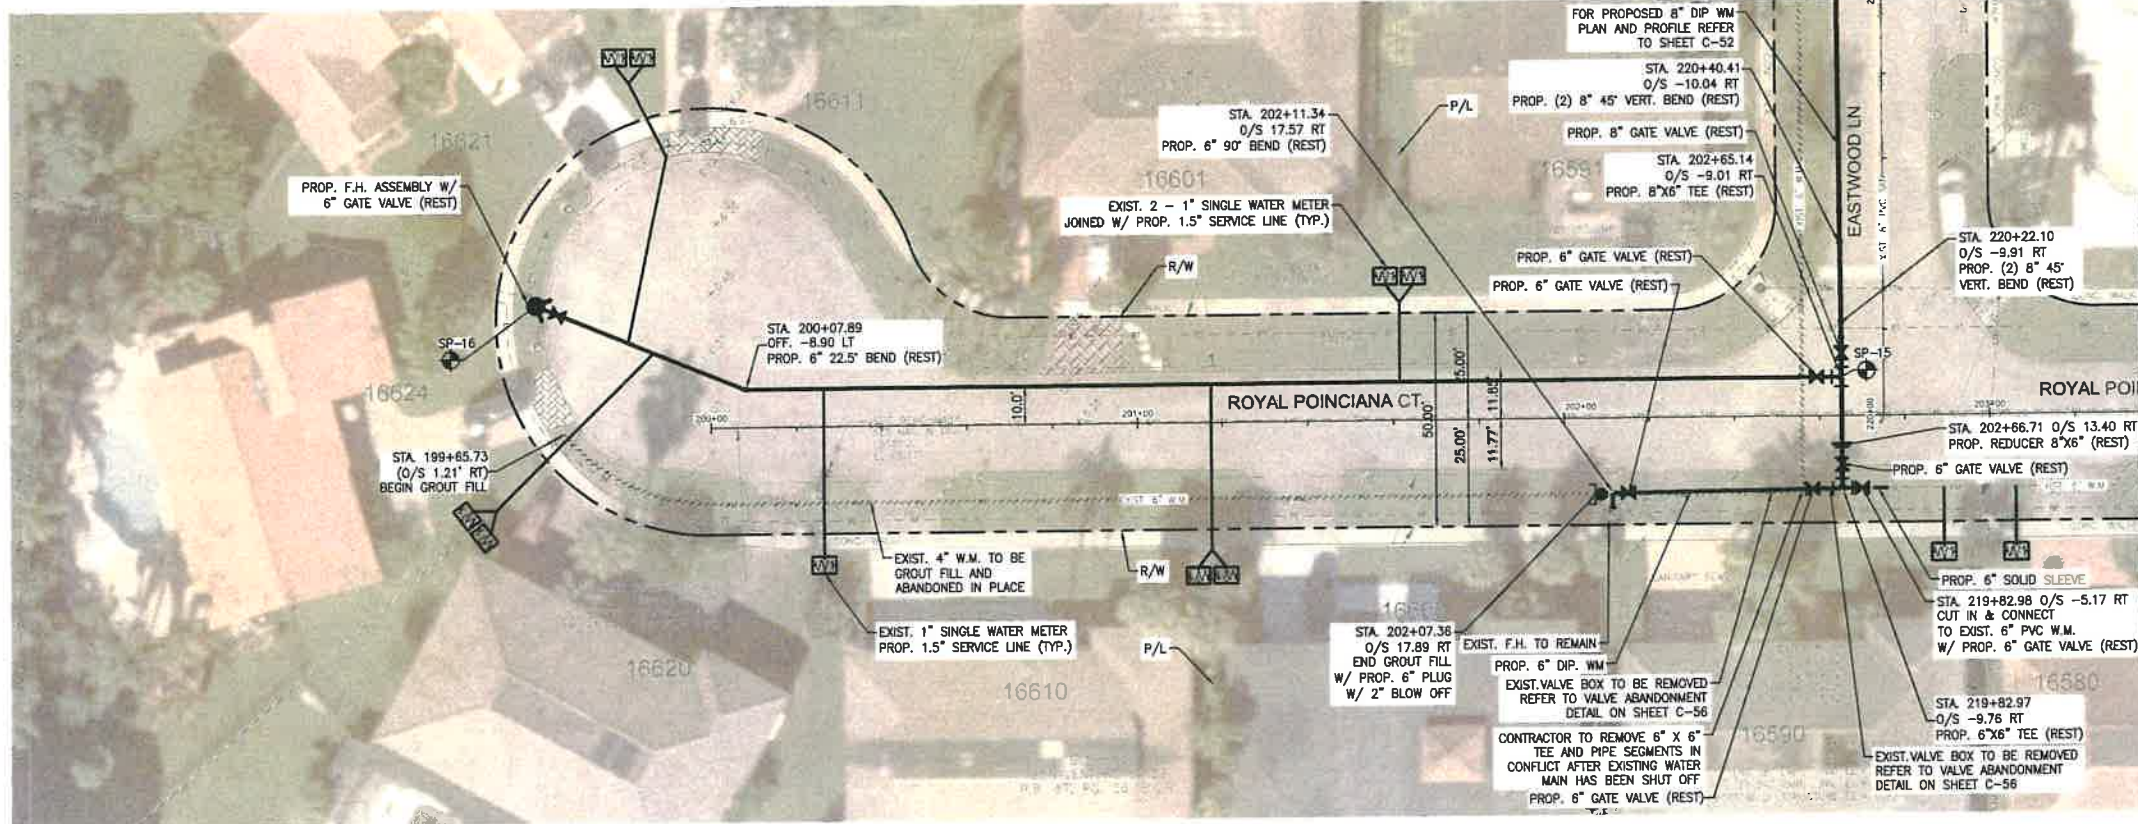 FOR PROPOSED 8" DIP WM
PLAN AND PROFILE REFER
TO SHEET C-52
STA. 220+40.41
O/S -10.04 RT
PROP. (2) 8" 45° VERT. BEND (REST)
PROP. 8" GATE VALVE (REST)
STA. 202+65.14
O/S -9.01 RT
PROP. 8"X6" TEE (REST)
STA. 202+11.34
O/S 17.57 RT
PROP. 6" 90° BEND (REST)
P/L
16611
16621
16601
16591
PROP. F.H. ASSEMBLY W/
6" GATE VALVE (REST)
EXIST. 2 - 1" SINGLE WATER METER
JOINED W/ PROP. 1.5" SERVICE LINE (TYP.)
EASTWOOD LN
STA. 220+22.10
O/S -9.91 RT
PROP. (2) 8" 45°
VERT. BEND (REST)
PROP. 6" GATE VALVE (REST)
PROP. 6" GATE VALVE (REST)
R/W
SP-16
SP-15
STA. 200+07.89
OFF. -8.90 LT
PROP. 6" 22.5° BEND (REST)
16624
ROYAL POINCIANA CT.
ROYAL POI
200+00
10.0'
201+00
202+00
203+00
220+00
50.00'
25.00'
25.00'
11.65'
11.77'
STA. 202+66.71 O/S 13.40 RT
PROP. REDUCER 8"X6" (REST)
PROP. 6" GATE VALVE (REST)
STA. 199+65.73
(O/S 1.21' RT)
BEGIN GROUT FILL
EXIST. 6" W.M.
EXIST. 4" W.M. TO BE
GROUT FILL AND
ABANDONED IN PLACE
R/W
EXIST. 1" SINGLE WATER METER
PROP. 1.5" SERVICE LINE (TYP.)
P/L
16620
16610
STA. 202+07.36
O/S 17.89 RT
END GROUT FILL
W/ PROP. 6" PLUG
W/ 2" BLOW OFF
EXIST. F.H. TO REMAIN
PROP. 6" DIP. WM
EXIST.VALVE BOX TO BE REMOVED
REFER TO VALVE ABANDONMENT
DETAIL ON SHEET C-56
CONTRACTOR TO REMOVE 6" X 6"
TEE AND PIPE SEGMENTS IN
CONFLICT AFTER EXISTING WATER
MAIN HAS BEEN SHUT OFF
PROP. 6" GATE VALVE (REST)
16590
PROP. 6" SOLID SLEEVE
STA. 219+82.98 O/S -5.17 RT
CUT IN & CONNECT
TO EXIST. 6" PVC W.M.
W/ PROP. 6" GATE VALVE (REST)
16580
STA. 219+82.97
O/S -9.76 RT
PROP. 6"X6" TEE (REST)
EXIST.VALVE BOX TO BE REMOVED
REFER TO VALVE ABANDONMENT
DETAIL ON SHEET C-56